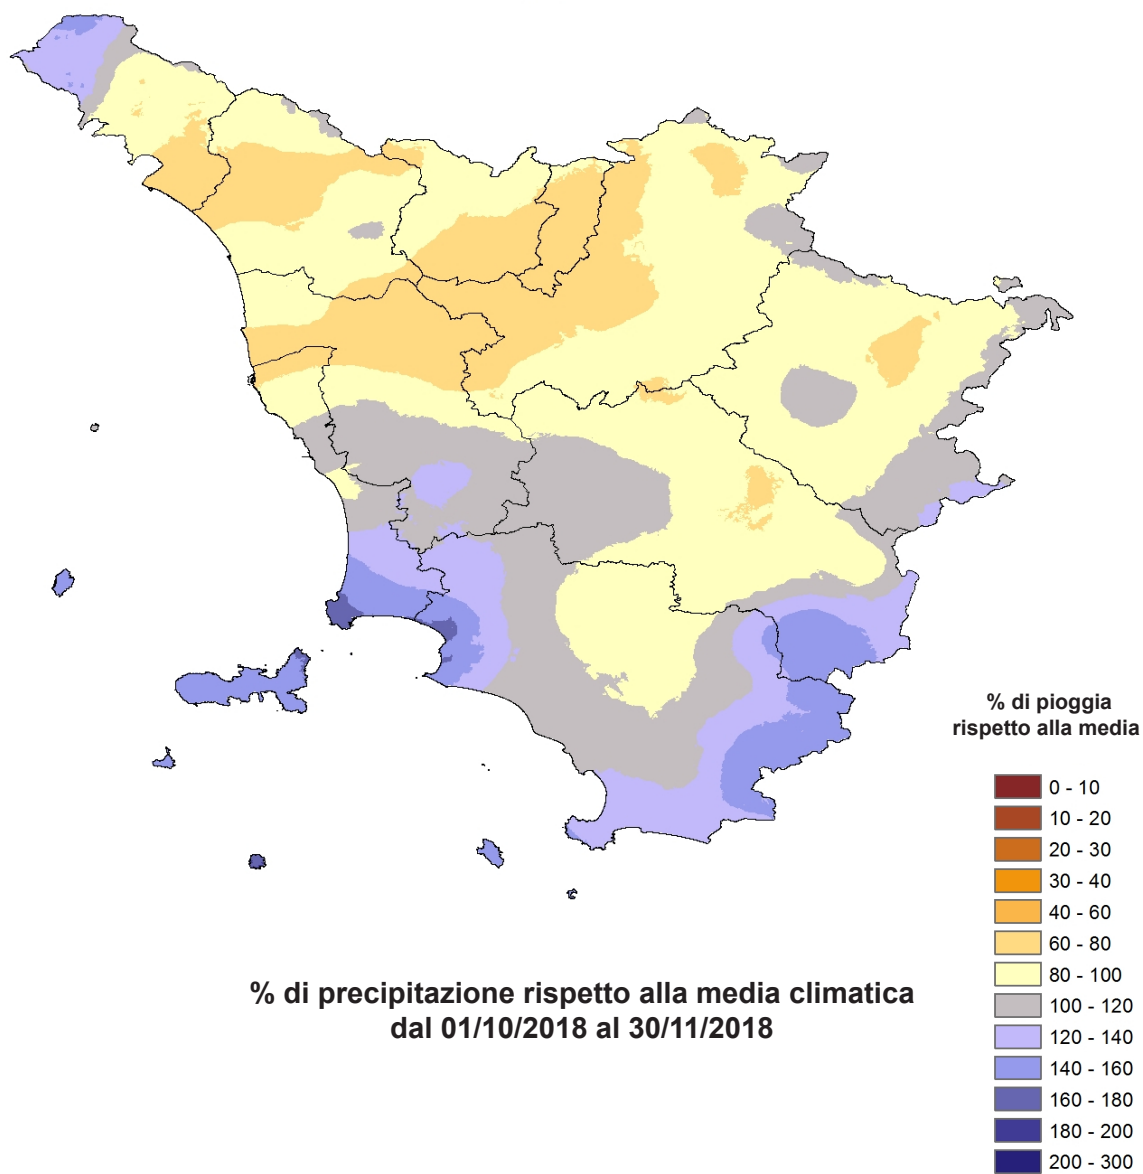 % di pioggia
rispetto alla media
0 - 10
10 - 20
20 - 30
30 - 40
40 - 60
60 - 80
80 - 100
100 - 120
120 - 140
140 - 160
160 - 180
180 - 200
200 - 300
% di precipitazione rispetto alla media climatica
dal 01/10/2018 al 30/11/2018